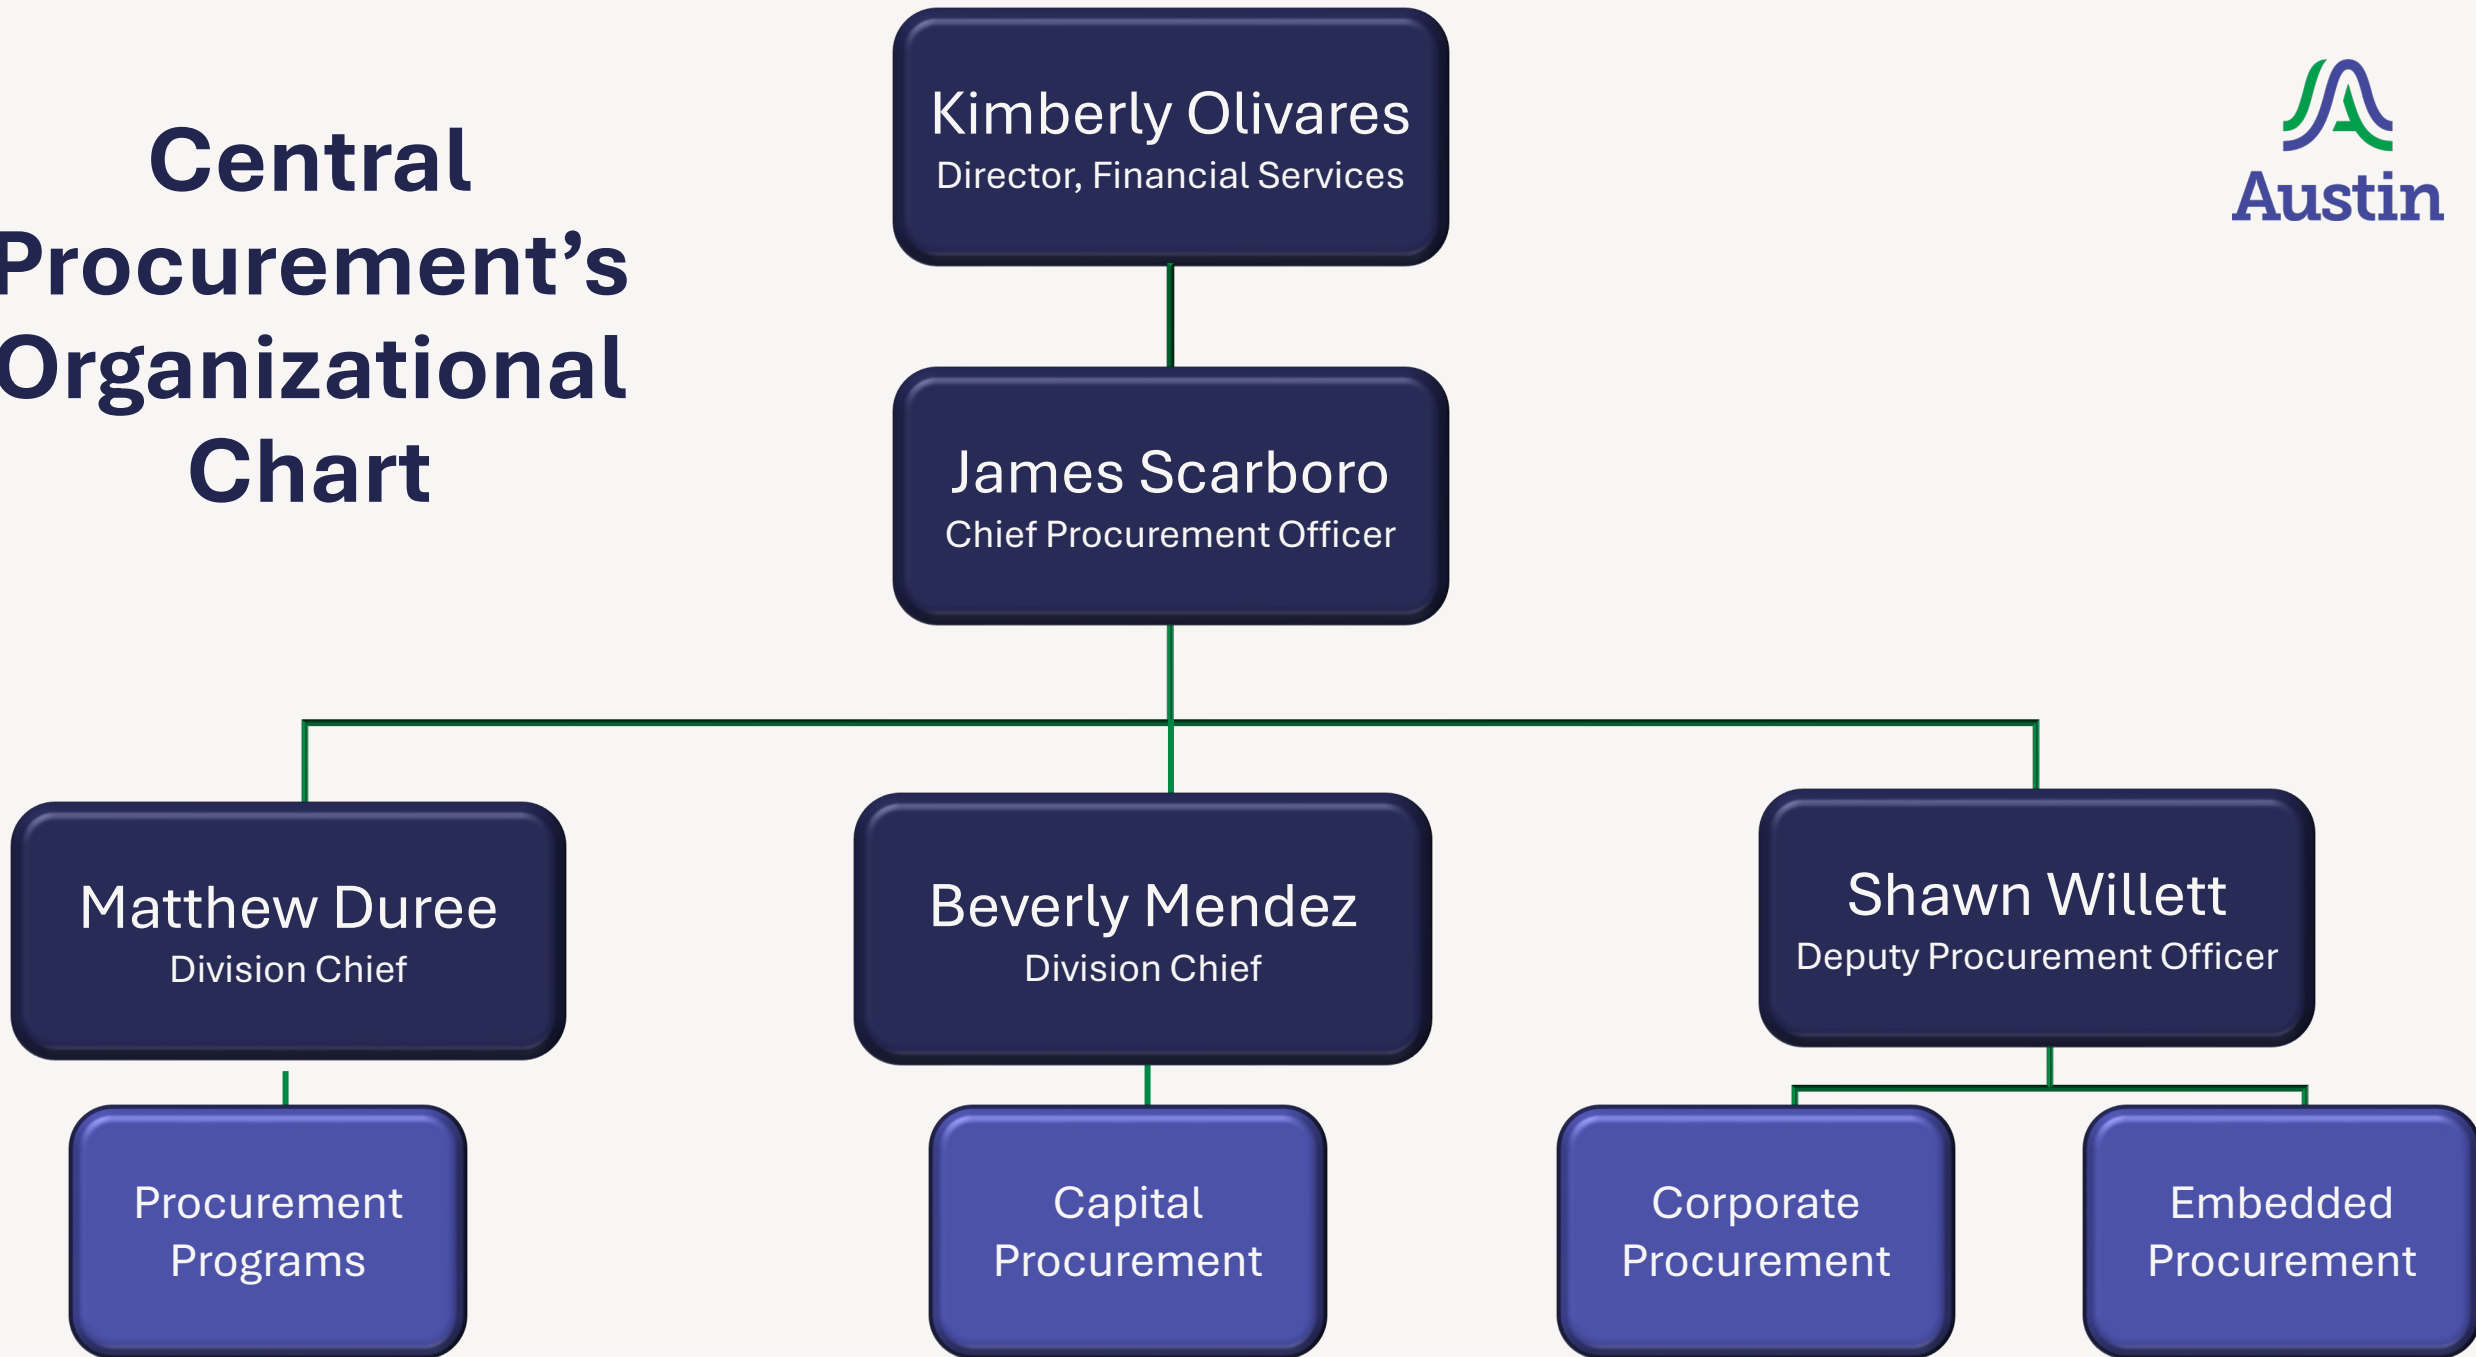 Central
Procurement’s
Organizational
Chart
Kimberly Olivares
Director, Financial Services
Austin
James Scarboro
Chief Procurement Officer
Matthew Duree
Division Chief
Beverly Mendez
Division Chief
Shawn Willett
Deputy Procurement Officer
Procurement
Programs
Capital
Procurement
Corporate
Procurement
Embedded
Procurement